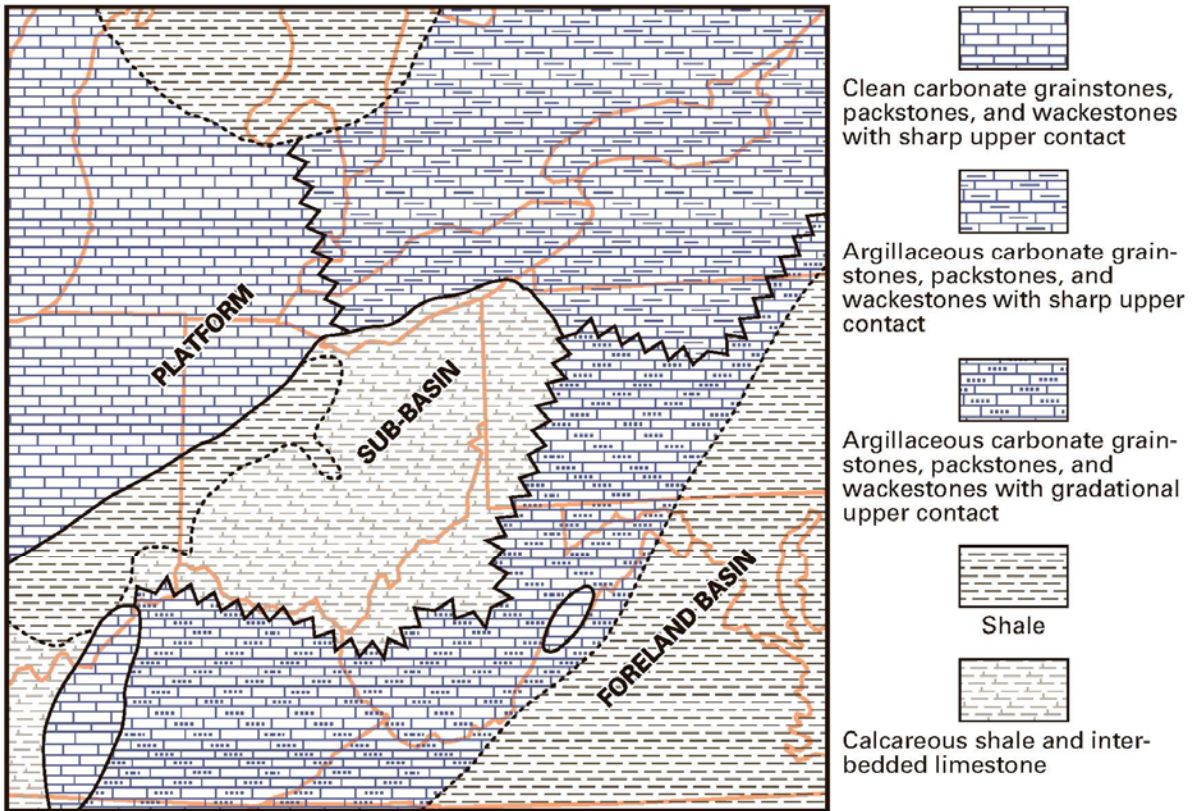 PLATFORM
SUB-BASIN
FORELAND BASIN
Clean carbonate grainstones,
packstones, and wackestones
with sharp upper contact
Argillaceous carbonate grain-
stones, packstones, and
wackestones with sharp upper
contact
Argillaceous carbonate grain-
stones, packstones, and
wackestones with gradational
upper contact
Shale
Calcareous shale and inter-
bedded limestone